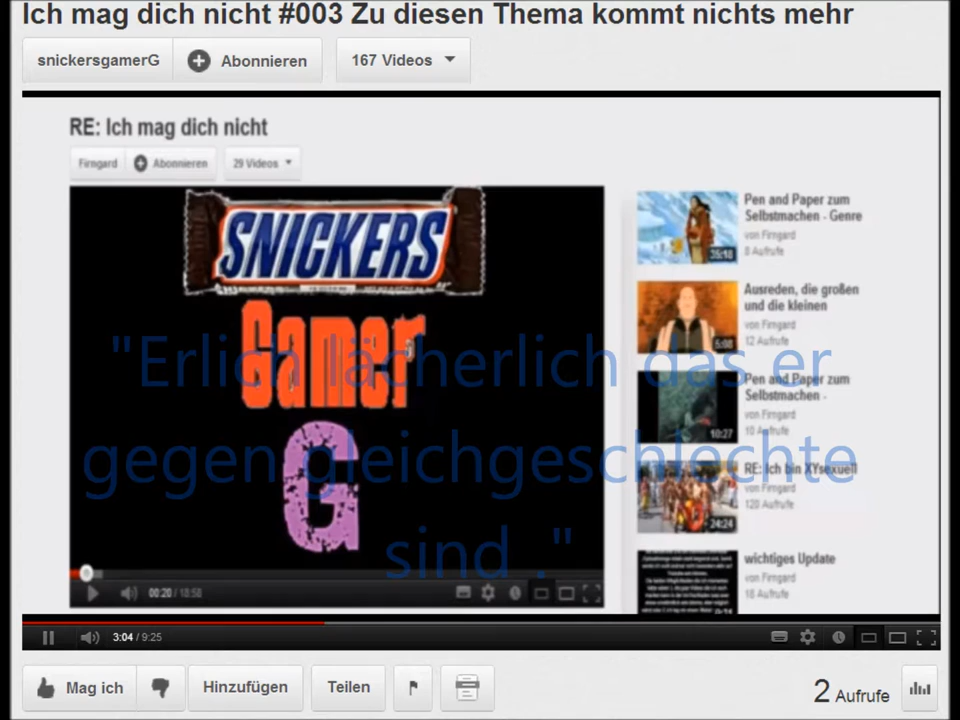 Ich mag dich nicht #003 Zu diesen Thema kommt nichts mehr
snickersgamerG
Abonnieren
167 Videos
RE: Ich mag dich nicht
Firngard
Abonnieren
29 Videos
SNICKERS
Gamer
G
"Erlich lächerlich das er
gegen gleichgeschlechte
sind ."
Pen and Paper zum
Selbstmachen - Genre
von Firngard
8 Aufrufe
35:18
Ausreden, die großen
und die kleinen
von Firngard
12 Aufrufe
5:08
Pen and Paper zum
Selbstmachen -
von Firngard
10 Aufrufe
10:27
RE: Ich bin XYsexuell
von Firngard
120 Aufrufe
24:24
wichtiges Update
von Firngard
18 Aufrufe
00:20 / 18:58
3:04 / 9:25
Mag ich
Hinzufügen
Teilen
2 Aufrufe